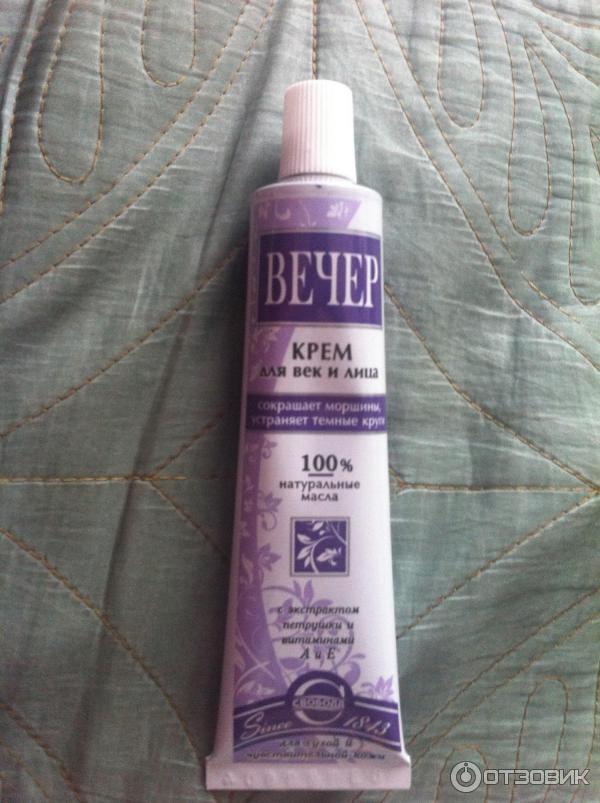 ВЕЧЕР
КРЕМ
для век и лица
сокращает морщины,
устраняет темные круги
100%
натуральные
масла
с экстрактом
петрушки и
витаминами
А и Е
СВОБОДА
Since 1843
для сухой и
чувствительной кожи
ОТЗОВИК